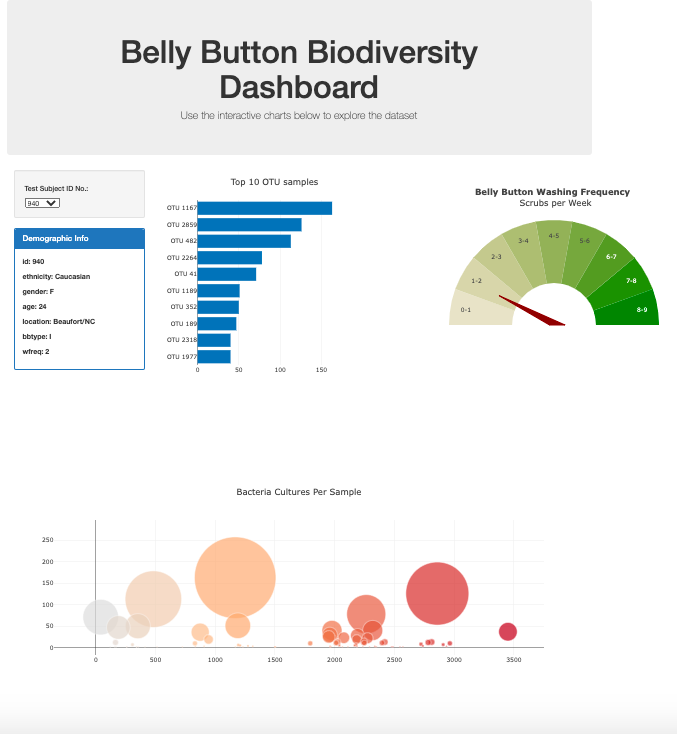 Belly Button Biodiversity
Dashboard
Use the interactive charts below to explore the dataset
Test Subject ID No.:
940
Demographic Info
id: 940
ethnicity: Caucasian
gender: F
age: 24
location: Beaufort/NC
bbtype: I
wfreq: 2
Top 10 OTU samples
OTU 1167
OTU 2859
OTU 482
OTU 2264
OTU 41
OTU 1189
OTU 352
OTU 189
OTU 2318
OTU 1977
0 50 100 150
Belly Button Washing Frequency
Scrubs per Week
0-1
1-2
2-3
3-4
4-5
5-6
6-7
7-8
8-9
Bacteria Cultures Per Sample
250
200
150
100
50
0
0 500 1000 1500 2000 2500 3000 3500